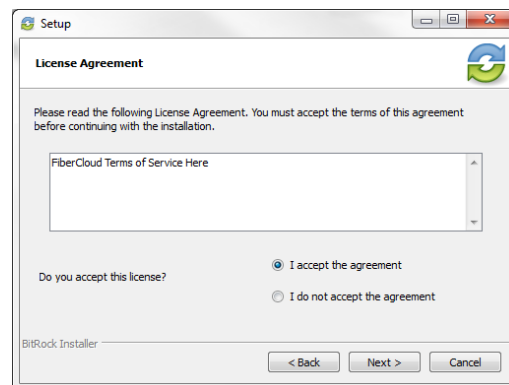 Setup
License Agreement
Please read the following License Agreement. You must accept the terms of this agreement
before continuing with the installation.
FiberCloud Terms of Service Here
Do you accept this license?
I accept the agreement
I do not accept the agreement
BitRock Installer
< Back
Next >
Cancel